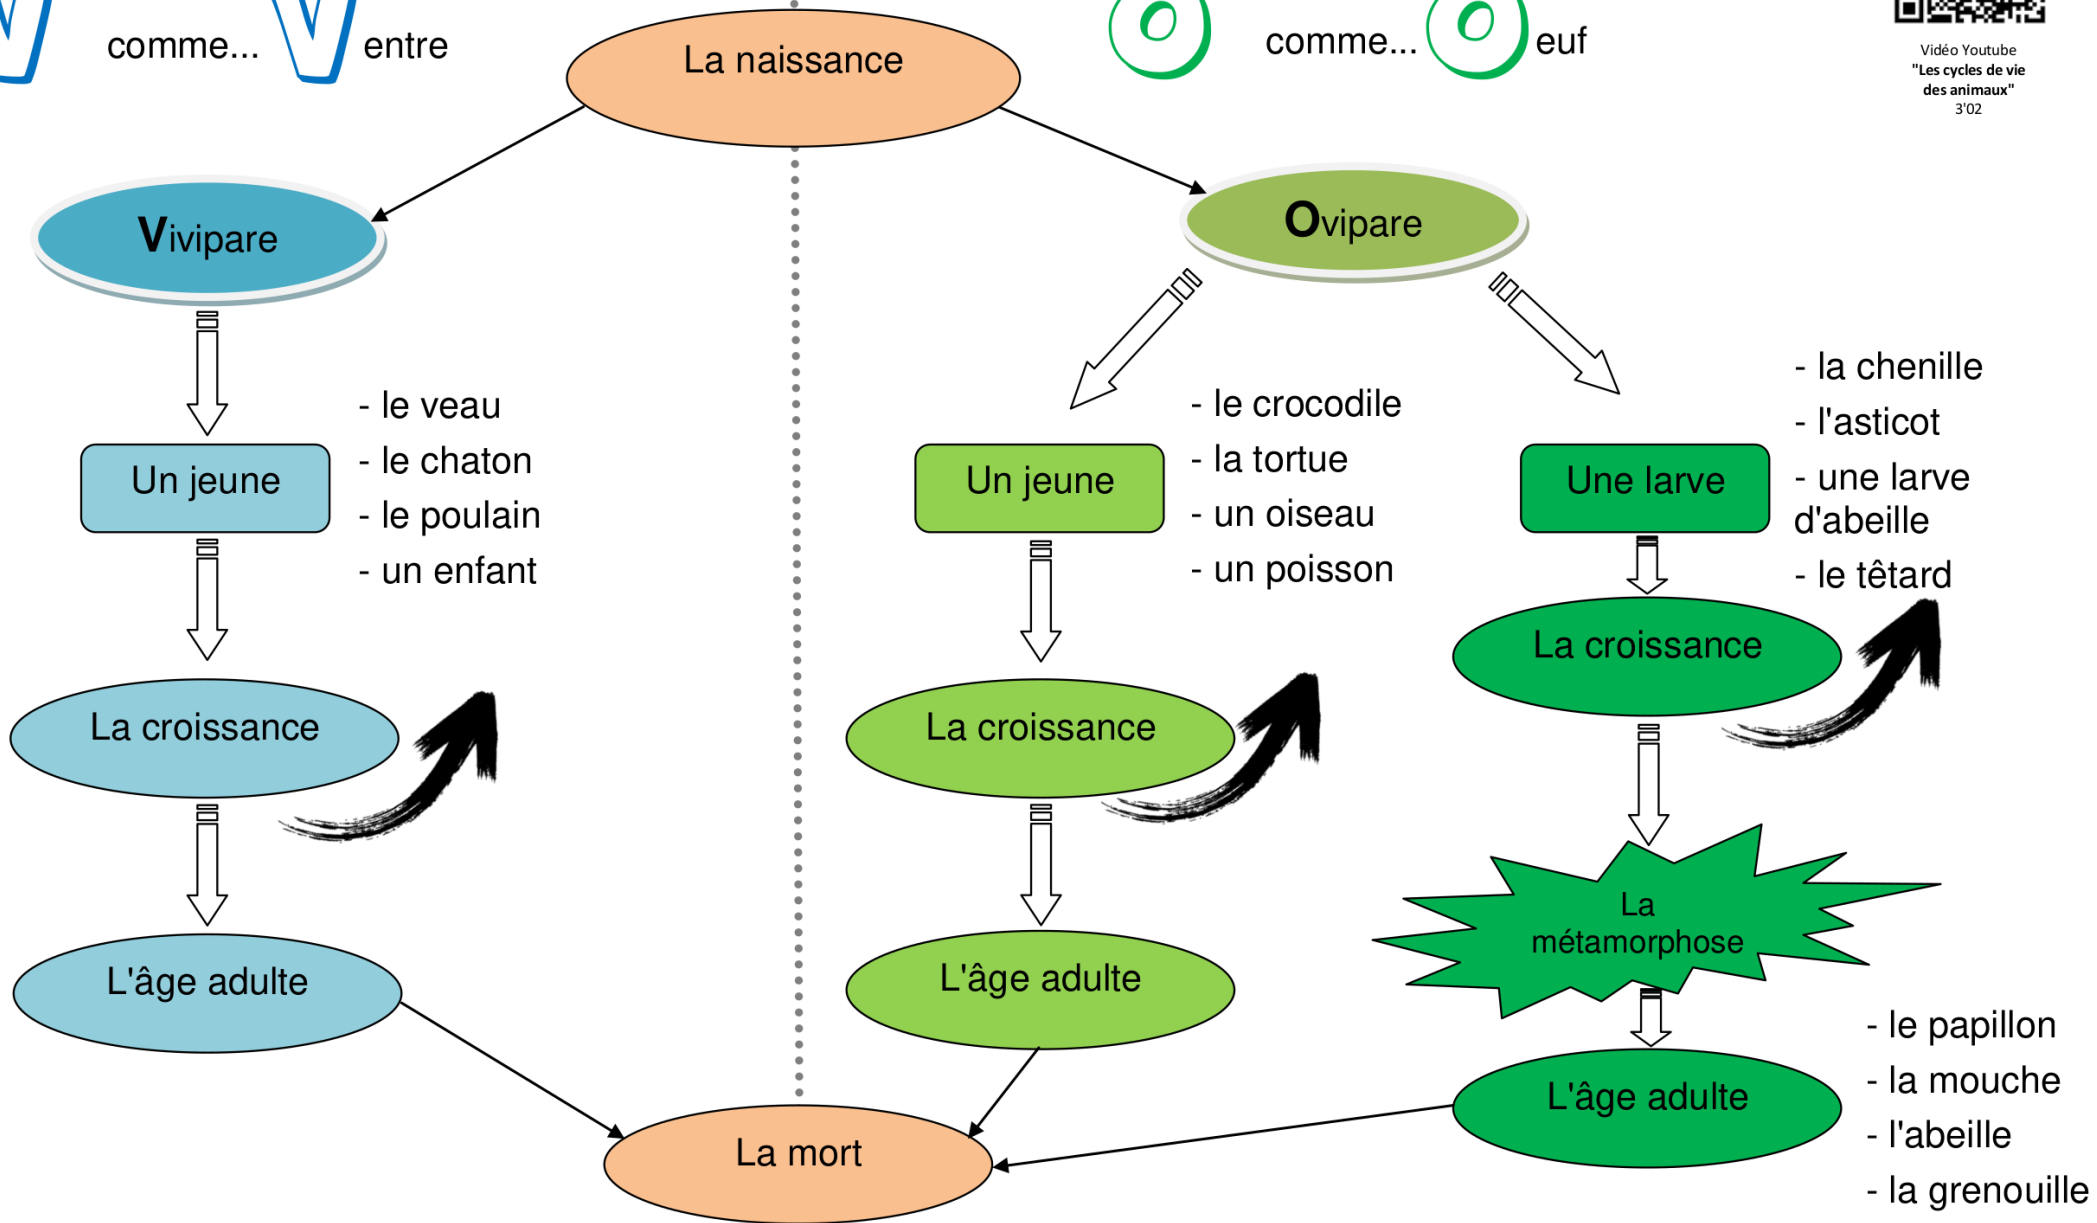 V comme... Ventre
O comme... Oeuf
Vidéo Youtube
"Les cycles de vie
des animaux"
3'02
La naissance
Vivipare
Ovipare
Un jeune
- le veau
- le chaton
- le poulain
- un enfant
La croissance
L'âge adulte
Un jeune
- le crocodile
- la tortue
- un oiseau
- un poisson
La croissance
L'âge adulte
Une larve
- la chenille
- l'asticot
- une larve
d'abeille
- le têtard
La croissance
La
métamorphose
L'âge adulte
- le papillon
- la mouche
- l'abeille
- la grenouille
La mort